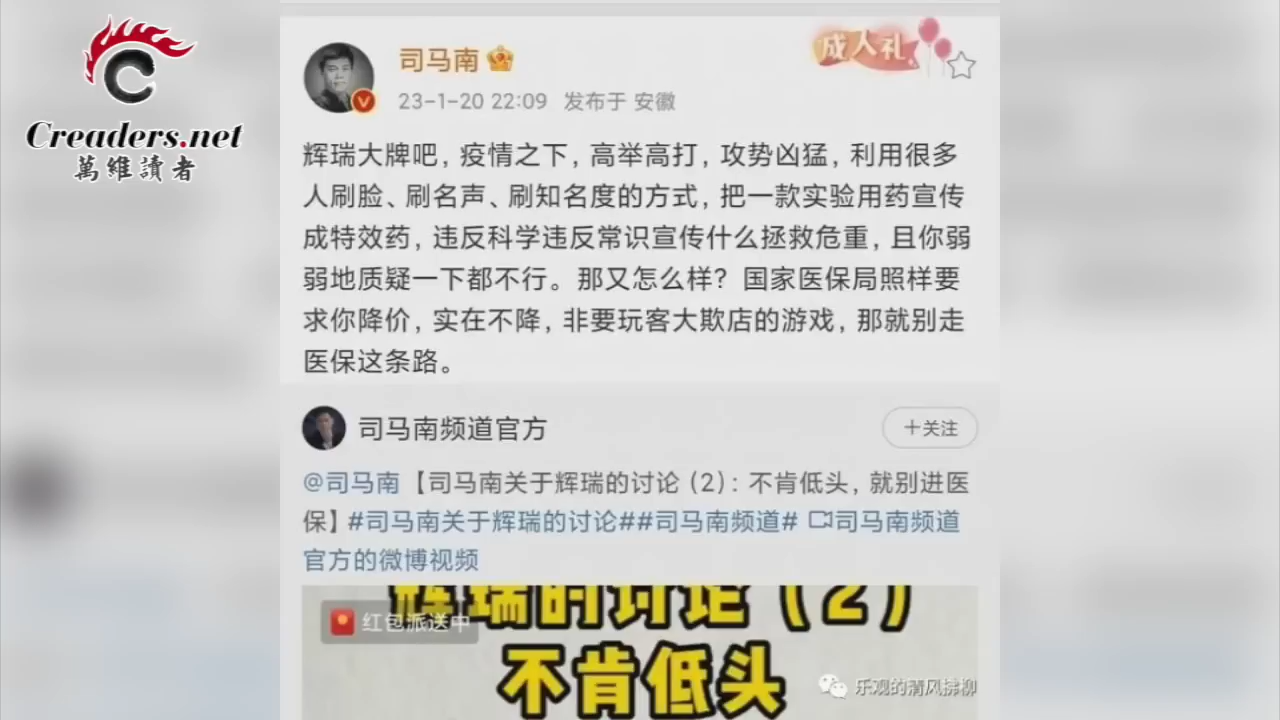 Creaders.net
萬維讀者
司马南
成人礼
23-1-20 22:09 发布于 安徽
辉瑞大牌吧，疫情之下，高举高打，攻势凶猛，利用很多
人刷脸、刷名声、刷知名度的方式，把一款实验用药宣传
成特效药，违反科学违反常识宣传什么拯救危重，且你弱
弱地质疑一下都不行。那又怎么样？国家医保局照样要
求你降价，实在不降，非要玩客大欺店的游戏，那就别走
医保这条路。
司马南频道官方
＋关注
@司马南【司马南关于辉瑞的讨论（2）：不肯低头，就别进医
保】#司马南关于辉瑞的讨论##司马南频道# 司马南频道
官方的微博视频
辉瑞的讨论（2）
红包派送中
不肯低头
乐观的清风拂柳